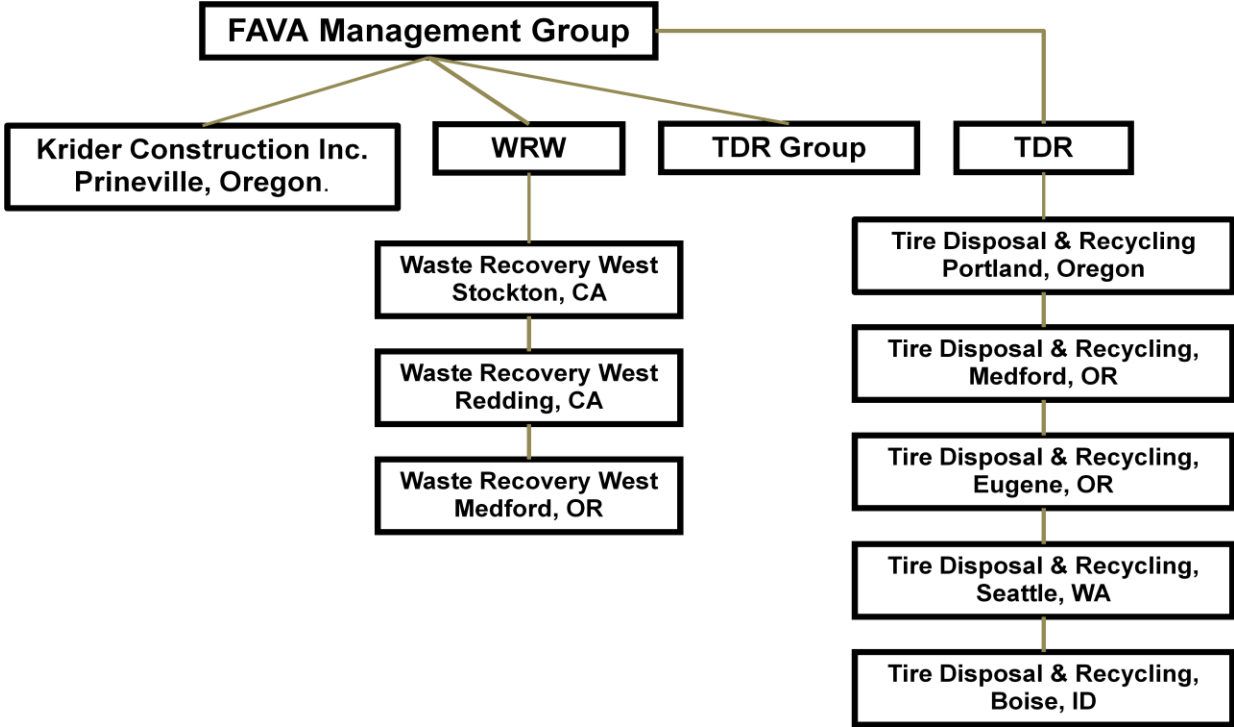 FAVA Management Group
Krider Construction Inc.
Prineville, Oregon.
WRW
TDR Group
TDR
Waste Recovery West
Stockton, CA
Waste Recovery West
Redding, CA
Waste Recovery West
Medford, OR
Tire Disposal & Recycling
Portland, Oregon
Tire Disposal & Recycling,
Medford, OR
Tire Disposal & Recycling,
Eugene, OR
Tire Disposal & Recycling,
Seattle, WA
Tire Disposal & Recycling,
Boise, ID